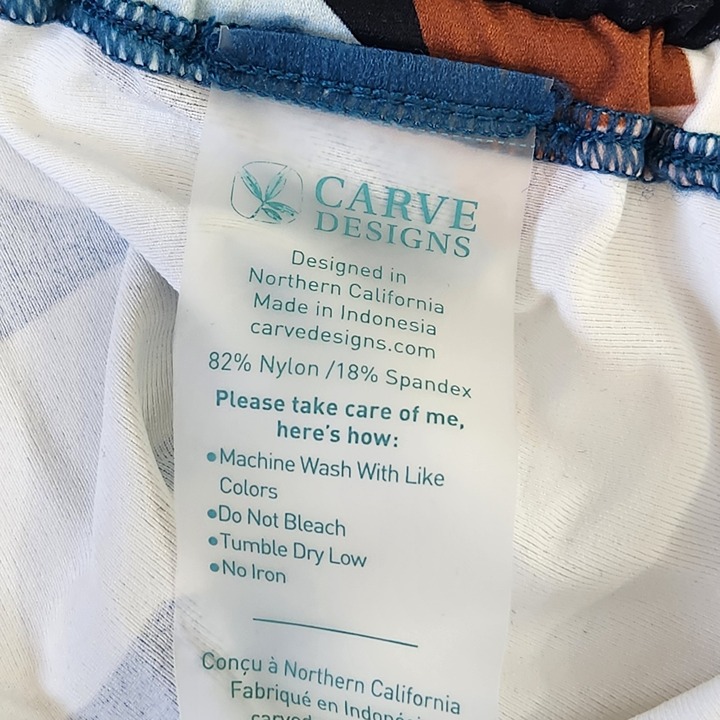 CARVE
DESIGNS
Designed in
Northern California
Made in Indonesia
carvedesigns.com
82% Nylon /18% Spandex
Please take care of me,
here's how:
•Machine Wash With Like
Colors
•Do Not Bleach
•Tumble Dry Low
•No Iron
Conçu à Northern California
Fabriqué en